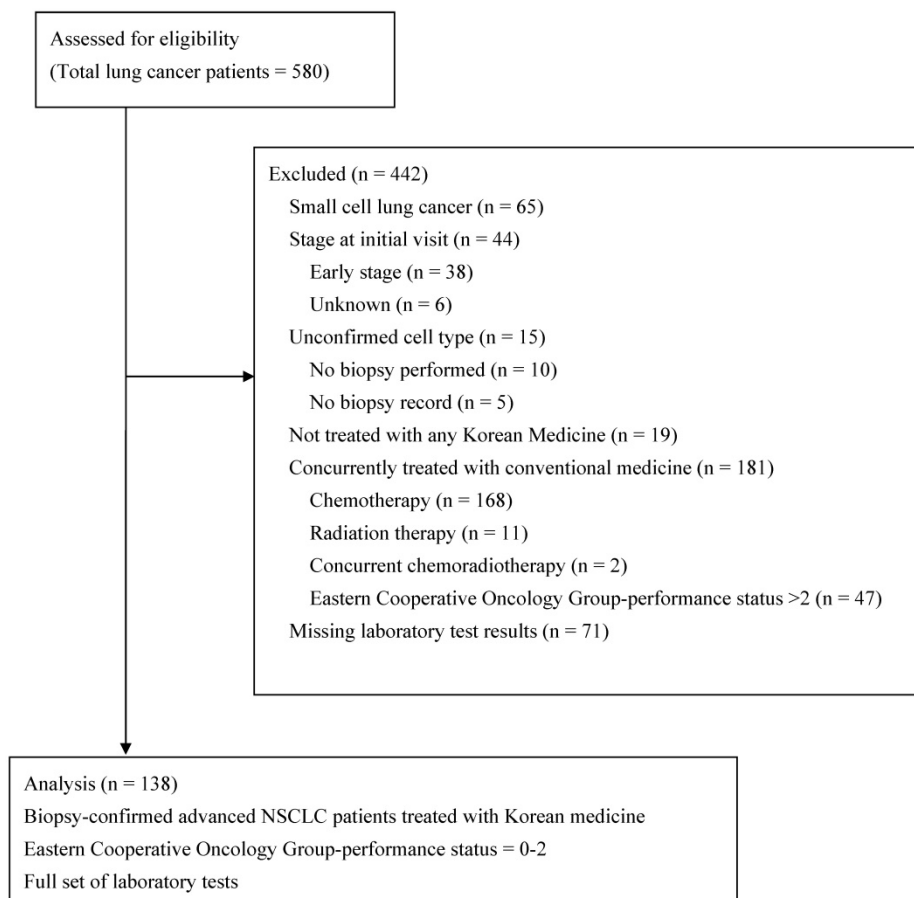 Assessed for eligibility
(Total lung cancer patients = 580)
Excluded (n = 442)
Small cell lung cancer (n = 65)
Stage at initial visit (n = 44)
Early stage (n = 38)
Unknown (n = 6)
Unconfirmed cell type (n = 15)
No biopsy performed (n = 10)
No biopsy record (n = 5)
Not treated with any Korean Medicine (n = 19)
Concurrently treated with conventional medicine (n = 181)
Chemotherapy (n = 168)
Radiation therapy (n = 11)
Concurrent chemoradiotherapy (n = 2)
Eastern Cooperative Oncology Group-performance status >2 (n = 47)
Missing laboratory test results (n = 71)
Analysis (n = 138)
Biopsy-confirmed advanced NSCLC patients treated with Korean medicine
Eastern Cooperative Oncology Group-performance status = 0-2
Full set of laboratory tests